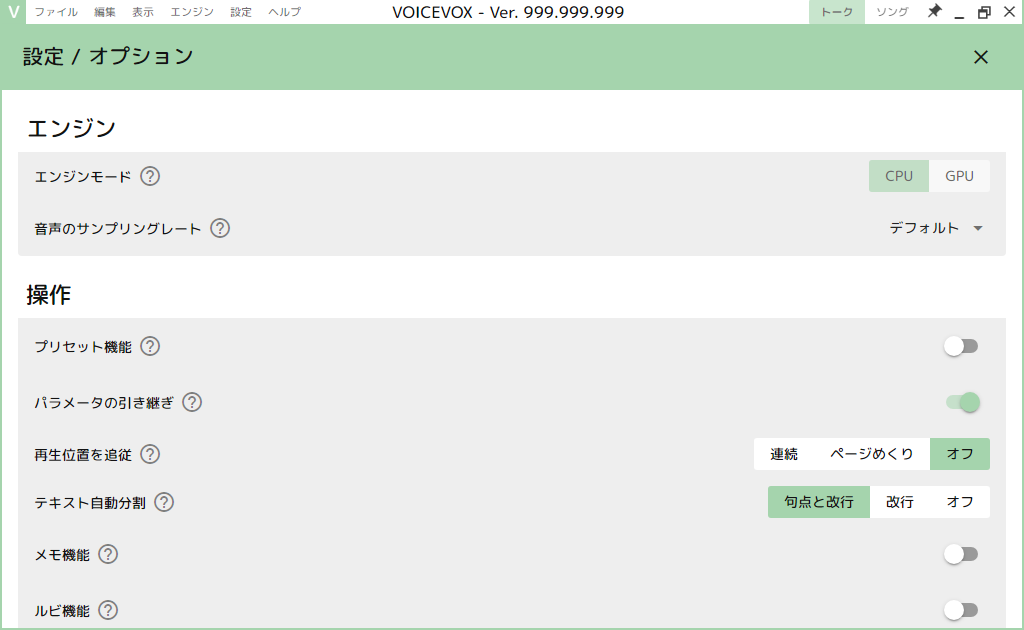 V ファイル 編集 表示 エンジン 設定 ヘルプ VOICEVOX - Ver. 999.999.999 トーク ソング
設定 / オプション
エンジン
エンジンモード ? CPU GPU
音声のサンプリングレート ? デフォルト
操作
プリセット機能 ?
パラメータの引き継ぎ ?
再生位置を追従 ? 連続 ページめくり オフ
テキスト自動分割 ? 句点と改行 改行 オフ
メモ機能 ?
ルビ機能 ?